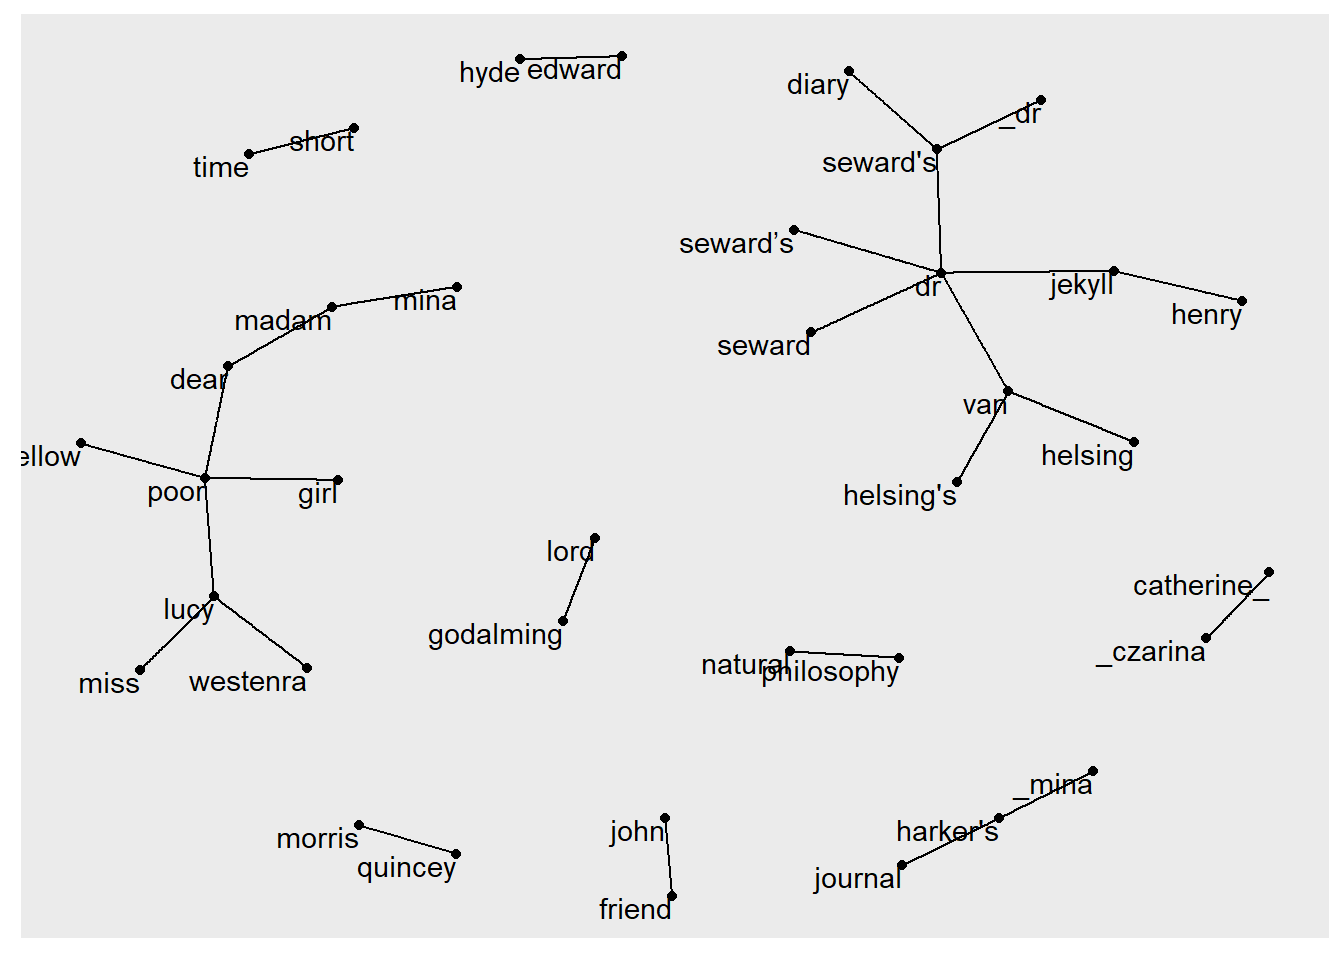 hyde
edward
diary
_dr
short
time
seward's
seward’s
dr
jekyll
henry
mina
madam
seward
dear
van
ellow
helsing
poor
girl
helsing's
lord
catherine_
lucy
godalming
_czarina
natural
philosophy
miss
westenra
_mina
morris
john
harker's
quincey
journal
friend